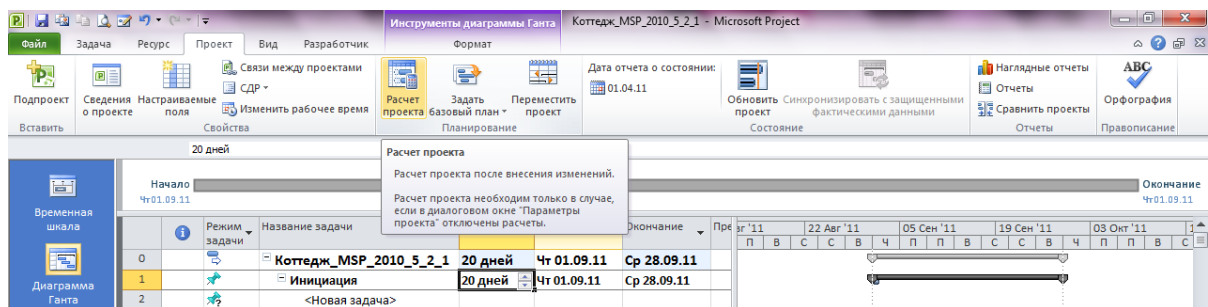 Инструменты диаграммы Ганта Коттедж_MSP_2010_5_2_1 - Microsoft Project
Файл Задача Ресурс Проект Вид Разработчик Формат
Подпроект
Сведения о проекте
Настраиваемые поля
Связи между проектами
СДР
Изменить рабочее время
Расчет проекта
Задать базовый план
Переместить проект
Дата отчета о состоянии:
01.04.11
Обновить проект
Синхронизировать с защищенными фактическими данными
Наглядные отчеты
Отчеты
Сравнить проекты
ABC
Орфография
Вставить Свойства Планирование Состояние Отчеты Правописание
20 дней
Расчет проекта
Расчет проекта после внесения изменений.
Расчет проекта необходим только в случае,
если в диалоговом окне "Параметры
проекта" отключены расчеты.
Временная
шкала
Начало
Чт 01.09.11
Окончание
Чт 01.09.11
Диаграмма
Ганта
Режим задачи Название задачи Окончание Пре
вг '11 22 Авг '11 05 Сен '11 19 Сен '11 03 Окт '11 1
П В С С В Ч П П В С С В Ч П П В С
0 Коттедж_MSP_2010_5_2_1 20 дней Чт 01.09.11 Ср 28.09.11
1 Инициация 20 дней Чт 01.09.11 Ср 28.09.11
2 <Новая задача>